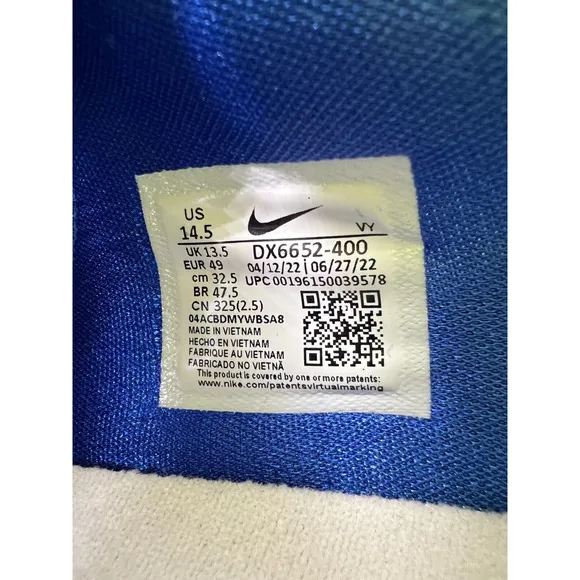 US
14.5 VY
UK 13.5 DX6652-400
EUR 49 04/12/22 | 06/27/22
cm 32.5 UPC 00196150039578
BR 47.5
CN 325(2.5)
04ACBDMYWBSA8
MADE IN VIETNAM
HECHO EN VIETNAM
FABRIQUE AU VIETNAM
FABRICADO NO VIETNÃ
This product is covered by one or more patents:
www.nike.com/patentsvirtualmarking